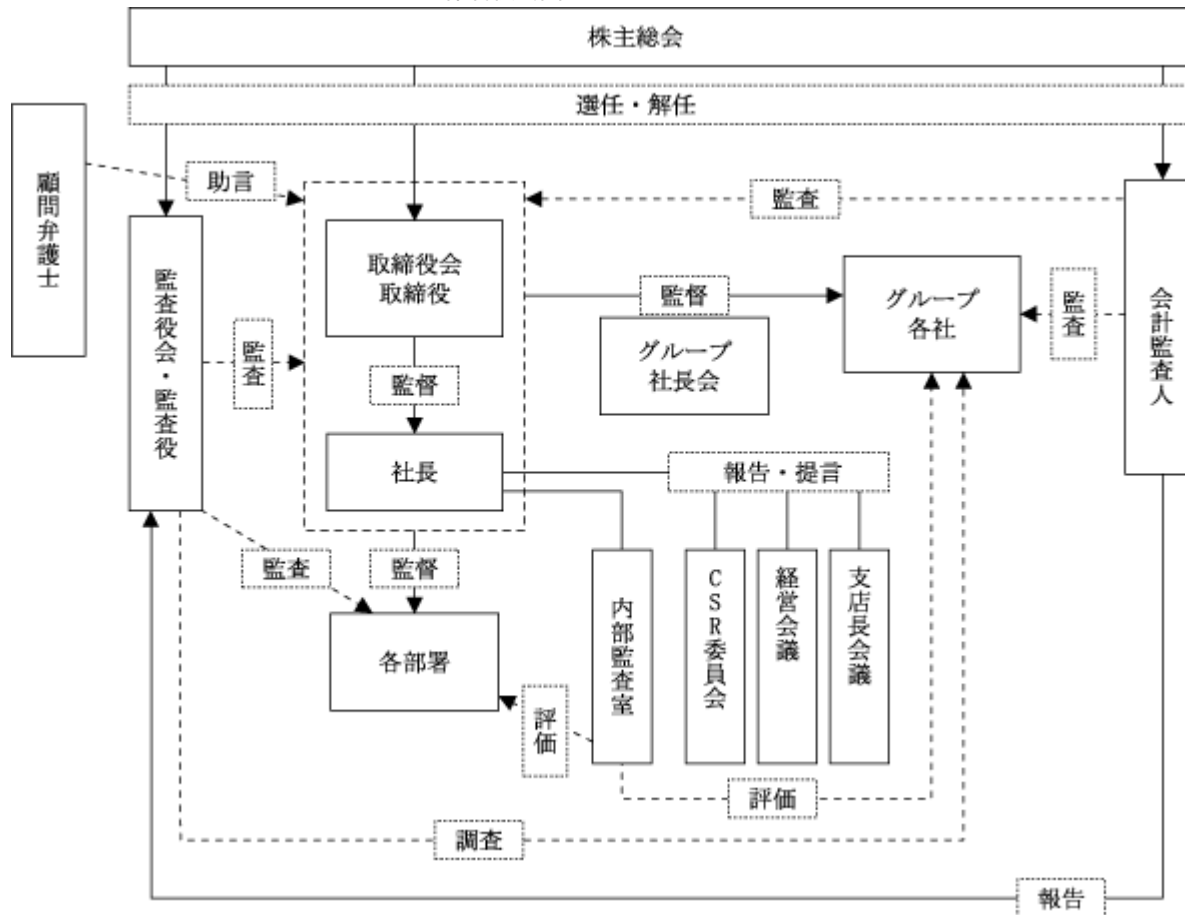 株主総会
選任・解任
顧問弁護士
助言
監査
監査役会・監査役
取締役会
取締役
監督
グループ
各社
監査
会計監査人
グループ
社長会
監査
監督
社長
報告・提言
監査
監督
内部監査室
CSR委員会
経営会議
支店長会議
各部署
評価
評価
調査
報告